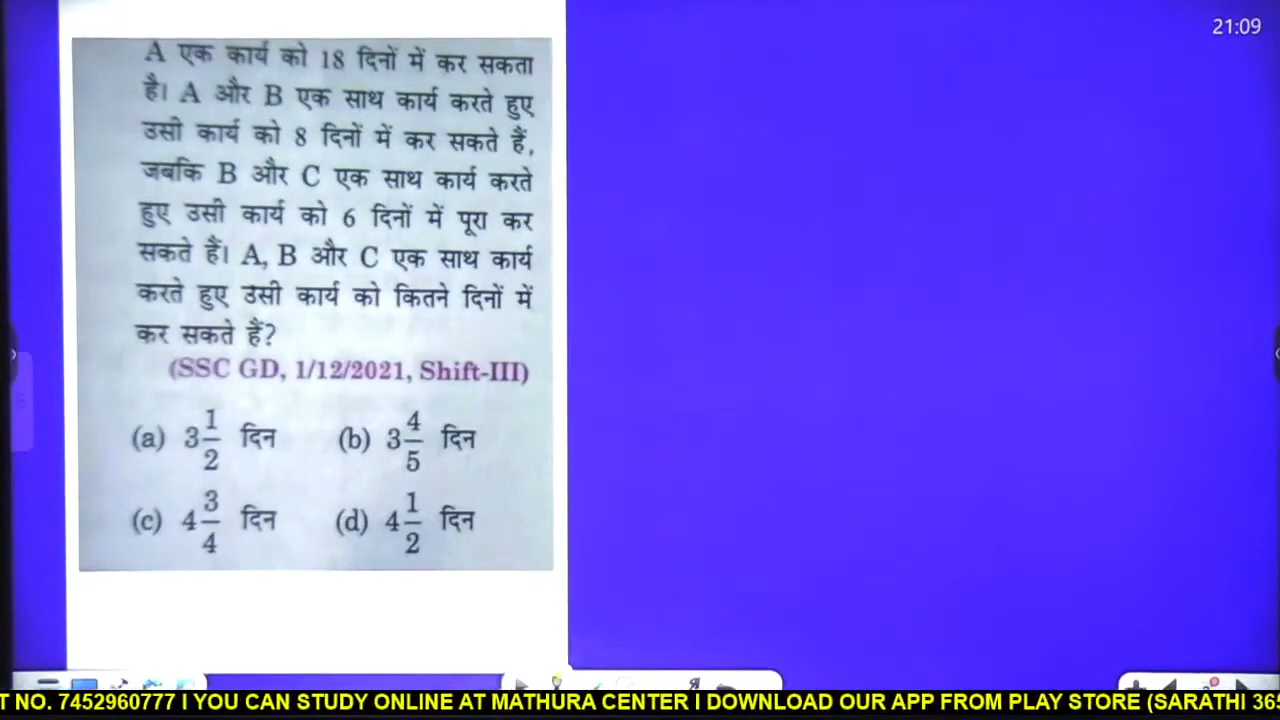 21:09
A एक कार्य को 18 दिनों में कर सकता
है। A और B एक साथ कार्य करते हुए
उसी कार्य को 8 दिनों में कर सकते हैं,
जबकि B और C एक साथ कार्य करते
हुए उसी कार्य को 6 दिनों में पूरा कर
सकते हैं। A, B और C एक साथ कार्य
करते हुए उसी कार्य को कितने दिनों में
कर सकते हैं?
(SSC GD, 1/12/2021, Shift-III)
(a) 3 1/2 दिन (b) 3 4/5 दिन
(c) 4 3/4 दिन (d) 4 1/2 दिन
T NO. 7452960777 I YOU CAN STUDY ONLINE AT MATHURA CENTER I DOWNLOAD OUR APP FROM PLAY STORE (SARATHI 365